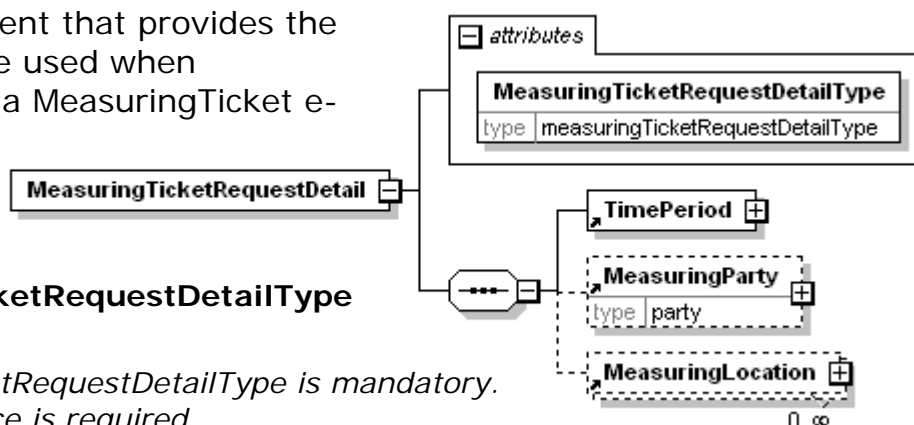 ent that provides the
e used when
a MeasuringTicket e-
attributes
MeasuringTicketRequestDetailType
type measuringTicketRequestDetailType
MeasuringTicketRequestDetail
TimePeriod
MeasuringParty
type party
MeasuringLocation
0..∞
ketRequestDetailType
tRequestDetailType is mandatory.
ce is required